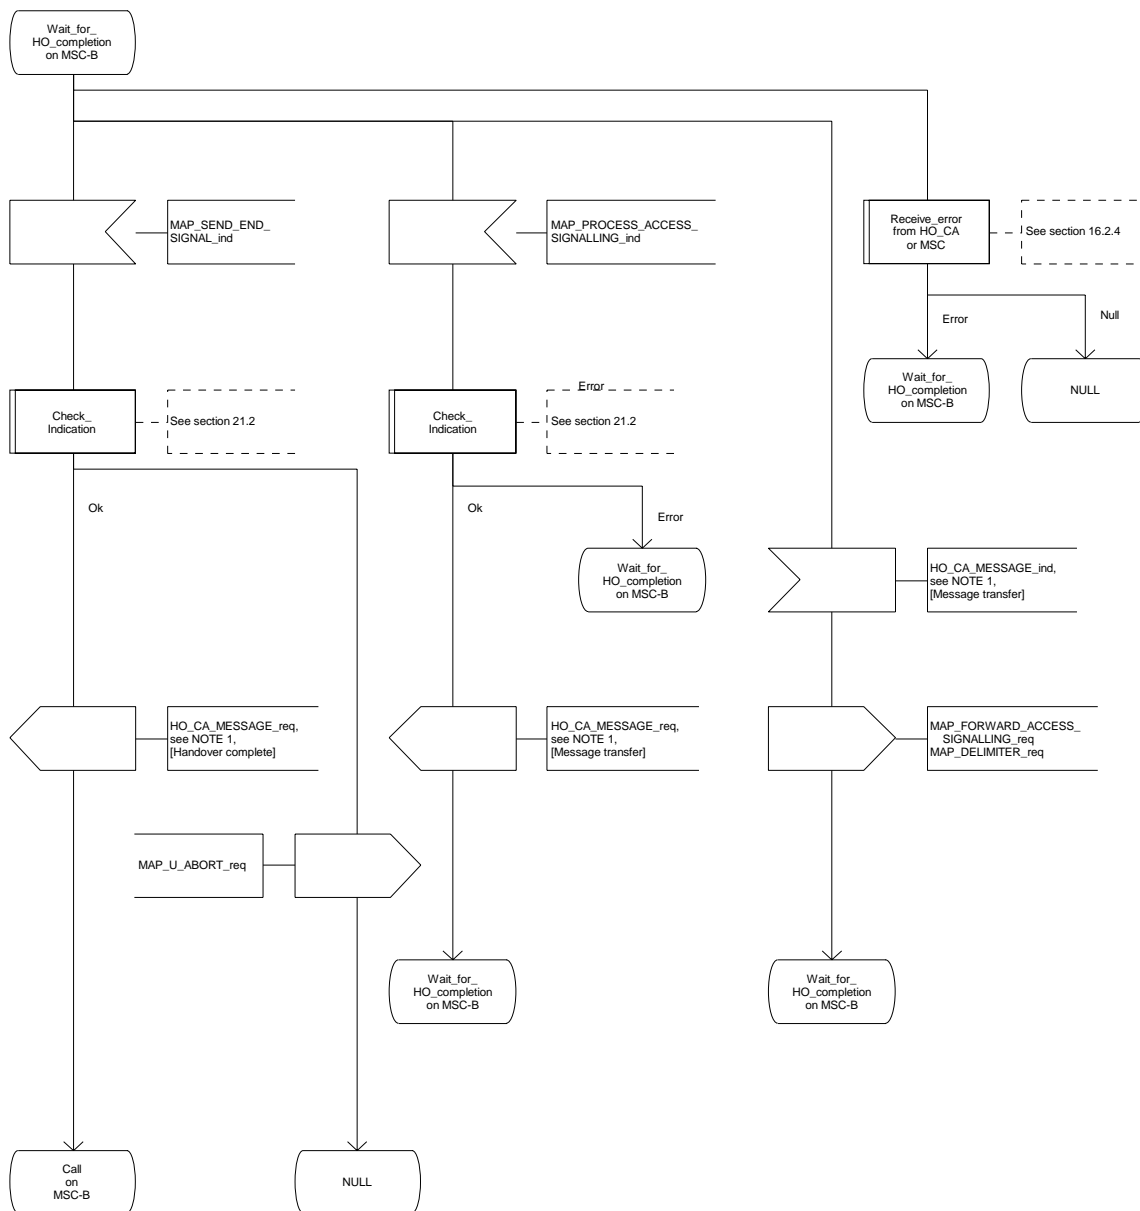 Wait_for_
HO_completion
on MSC-B
MAP_SEND_END_
SIGNAL_ind
MAP_PROCESS_ACCESS_
SIGNALLING_ind
Receive_error
from HO_CA
or MSC
See section 16.2.4
Error
Null
Wait_for_
HO_completion
on MSC-B
NULL
Check_
Indication
See section 21.2
Error
Check_
Indication
See section 21.2
Ok
Ok
Error
Wait_for_
HO_completion
on MSC-B
HO_CA_MESSAGE_ind,
see NOTE 1,
[Message transfer]
HO_CA_MESSAGE_req,
see NOTE 1,
[Handover complete]
HO_CA_MESSAGE_req,
see NOTE 1,
[Message transfer]
MAP_FORWARD_ACCESS_
SIGNALLING_req
MAP_DELIMITER_req
MAP_U_ABORT_req
Wait_for_
HO_completion
on MSC-B
Wait_for_
HO_completion
on MSC-B
Call
on
MSC-B
NULL